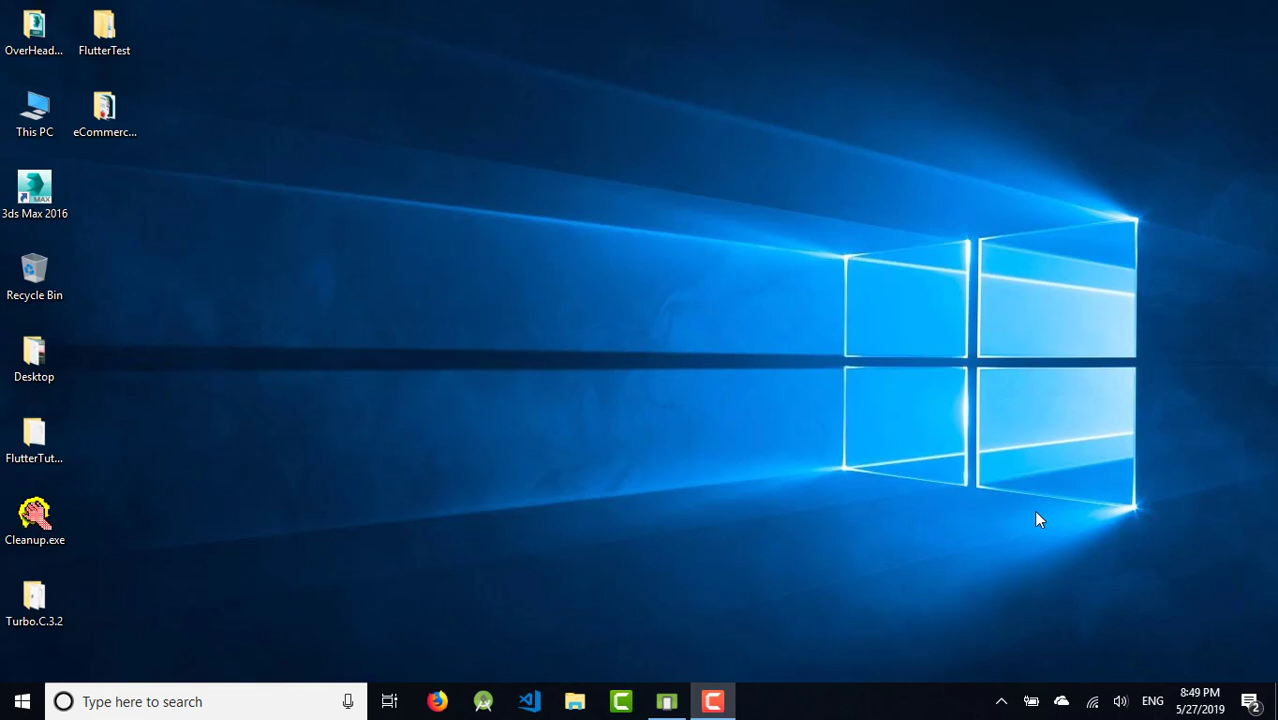 OverHead...
FlutterTest
This PC
eCommerc...
MAX
3ds Max 2016
Recycle Bin
Desktop
FlutterTut...
Cleanup.exe
Turbo.C.3.2
Type here to search
ENG
8:49 PM
5/27/2019
2